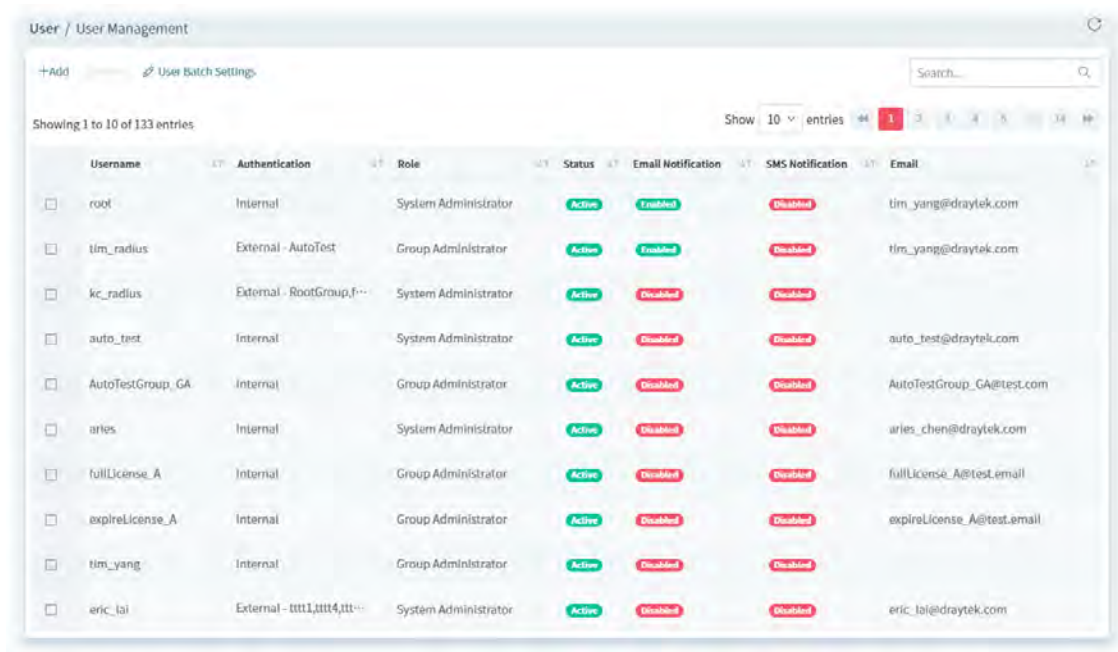 User / User Management
+Add User Batch Settings Search...
Showing 1 to 10 of 133 entries Show 10 entries 1 2 3 4 5 14
Username Authentication Role Status Email Notification SMS Notification Email
root Internal System Administrator Active Enabled Disabled tim_yang@draytek.com
tim_radius External - AutoTest Group Administrator Active Enabled Disabled tim_yang@draytek.com
kc_radius External - RootGroup,f··· System Administrator Active Disabled Disabled
auto_test Internal System Administrator Active Disabled Disabled auto_test@draytek.com
AutoTestGroup_GA Internal Group Administrator Active Disabled Disabled AutoTestGroup_GA@test.com
aries Internal System Administrator Active Disabled Disabled aries_chen@draytek.com
fullLicense_A Internal Group Administrator Active Disabled Disabled fullLicense_A@test.email
expireLicense_A Internal Group Administrator Active Disabled Disabled expireLicense_A@test.email
tim_yang Internal Group Administrator Active Disabled Disabled
eric_lai External - tttt1,tttt4,ttt··· System Administrator Active Disabled Disabled eric_lai@draytek.com